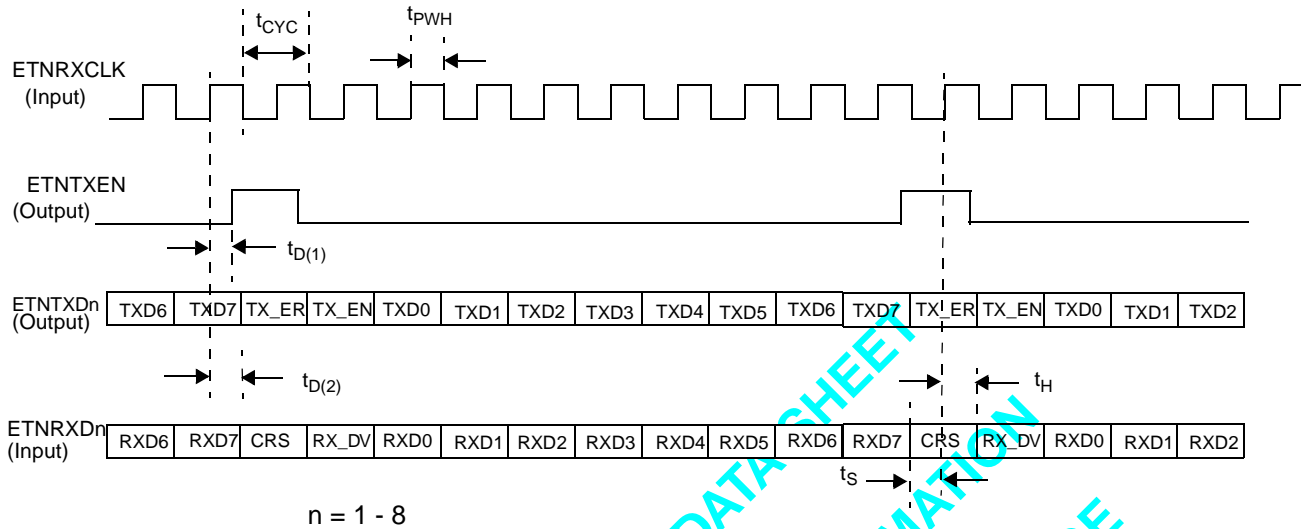 tCYC
tPWH
ETNRXCLK
(Input)
ETNTXEN
(Output)
tD(1)
ETNTXDn
(Output)
TXD6 TXD7 TX_ER TX_EN TXD0 TXD1 TXD2 TXD3 TXD4 TXD5 TXD6 TXD7 TX_ER TX_EN TXD0 TXD1 TXD2
tD(2)
tH
ETNRXDn
(Input)
RXD6 RXD7 CRS RX_DV RXD0 RXD1 RXD2 RXD3 RXD4 RXD5 RXD6 RXD7 CRS RX_DV RXD0 RXD1 RXD2
tS
n = 1 - 8
DATA SHEET